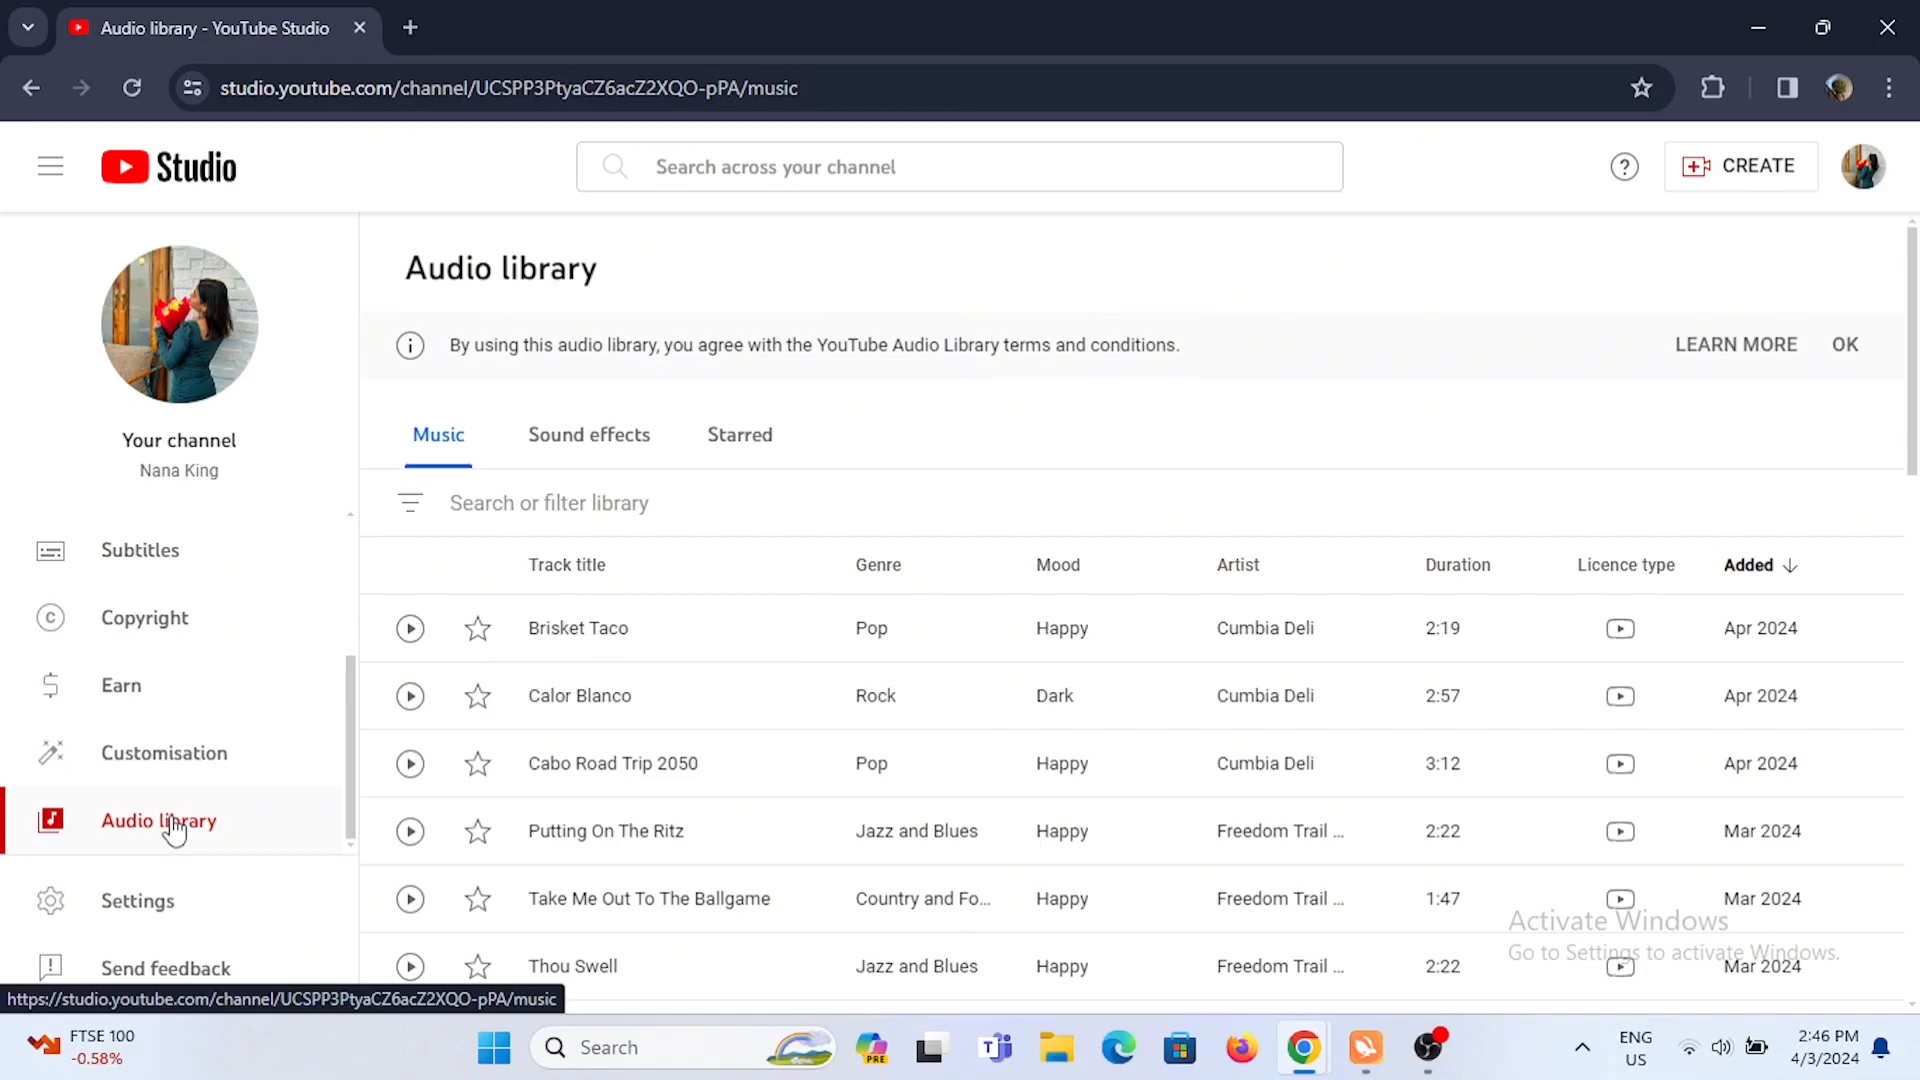 Audio library - YouTube Studio
studio.youtube.com/channel/UCSPP3PtyaCZ6acZ2XQO-pPA/music
Studio
Search across your channel
CREATE
Your channel
Nana King
Subtitles
Copyright
Earn
Customisation
Audio library
Settings
Send feedback
Audio library
By using this audio library, you agree with the YouTube Audio Library terms and conditions. LEARN MORE OK
Music Sound effects Starred
Search or filter library
Track title Genre Mood Artist Duration Licence type Added
Brisket Taco Pop Happy Cumbia Deli 2:19 Apr 2024
Calor Blanco Rock Dark Cumbia Deli 2:57 Apr 2024
Cabo Road Trip 2050 Pop Happy Cumbia Deli 3:12 Apr 2024
Putting On The Ritz Jazz and Blues Happy Freedom Trail ... 2:22 Mar 2024
Take Me Out To The Ballgame Country and Fo... Happy Freedom Trail ... 1:47 Mar 2024
Thou Swell Jazz and Blues Happy Freedom Trail ... 2:22 Mar 2024
Activate Windows
Go to Settings to activate Windows.
https://studio.youtube.com/channel/UCSPP3PtyaCZ6acZ2XQO-pPA/music
FTSE 100
-0.58%
Search
PRE
ENG
US
2:46 PM
4/3/2024